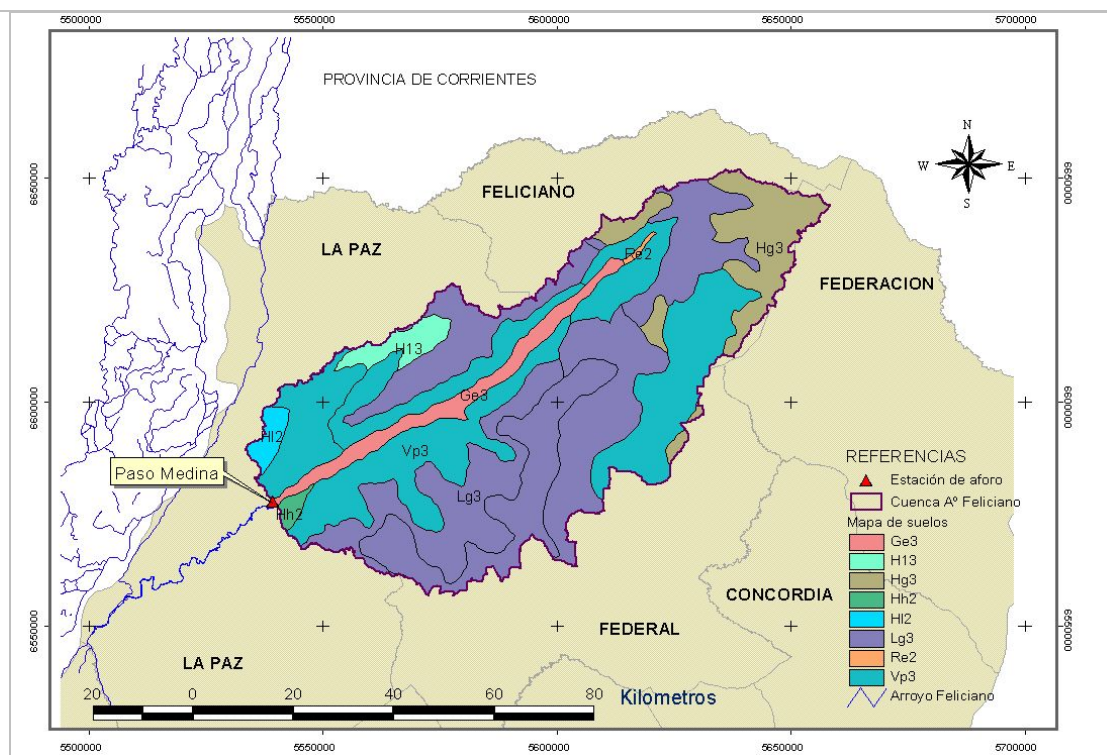 5500000 5550000 5600000 5650000 5700000
PROVINCIA DE CORRIENTES
N
W E
S
6650000
FELICIANO
LA PAZ
Hg3
Re2
FEDERACION
H13
6600000
Ge3
Hl2
Vp3
Paso Medina
Lg3
Hh2
REFERENCIAS
Estación de aforo
Cuenca Aº Feliciano
Mapa de suelos
Ge3
H13
Hg3
Hh2
Hl2
Lg3
Re2
Vp3
Arroyo Feliciano
CONCORDIA
6550000
FEDERAL
LA PAZ
20 0 20 40 60 80 Kilometros
5500000 5550000 5600000 5650000 5700000